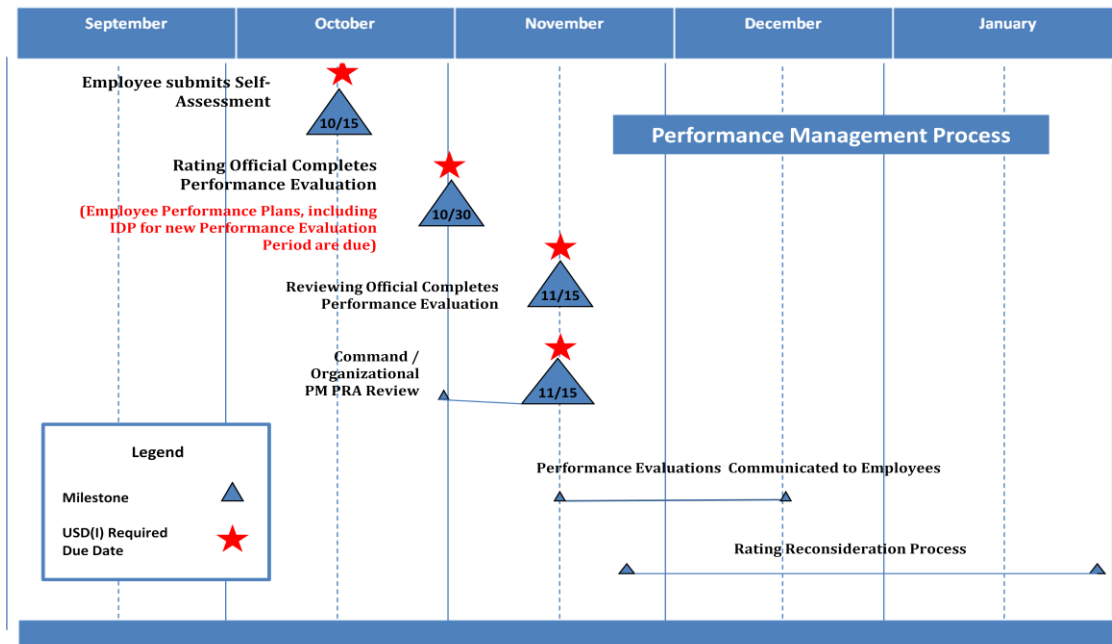 September
October
November
December
January
Employee submits Self-
Assessment
10/15
Performance Management Process
Rating Official Completes
Performance Evaluation
10/30
(Employee Performance Plans, including
IDP for new Performance Evaluation
Period are due)
Reviewing Official Completes
Performance Evaluation
11/15
Command /
Organizational
PM PRA Review
11/15
Legend
Milestone
USD(I) Required
Due Date
Performance Evaluations Communicated to Employees
Rating Reconsideration Process